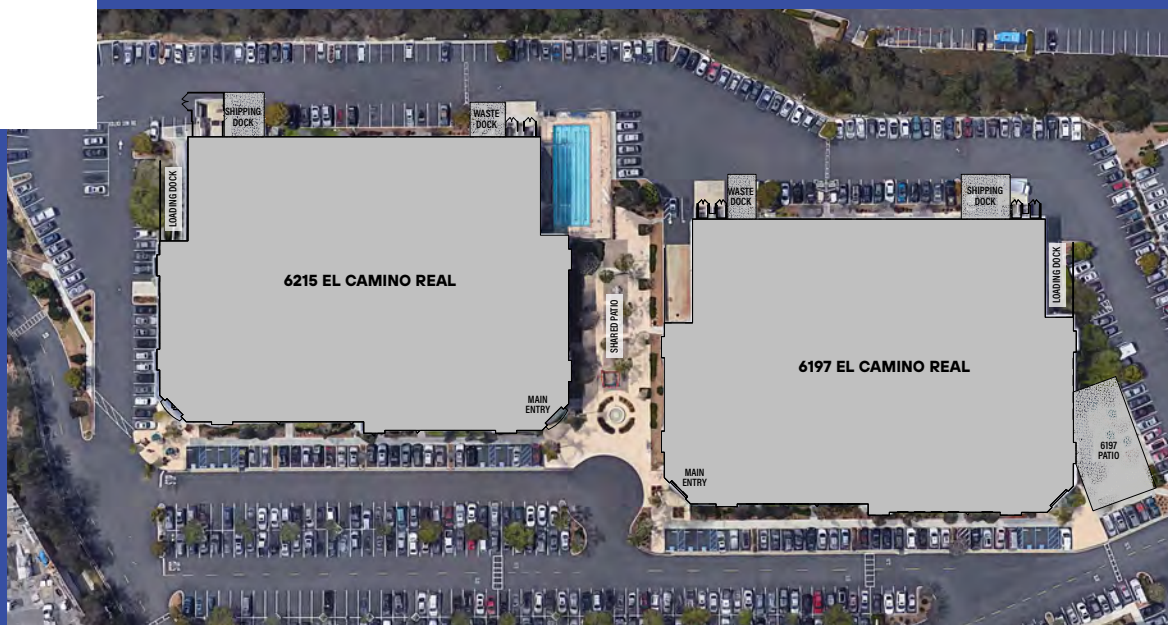 SHIPPING
DOCK
WASTE
DOCK
LOADING DOCK
6215 EL CAMINO REAL
MAIN
ENTRY
SHARED PATIO
WASTE
DOCK
SHIPPING
DOCK
LOADING DOCK
6197 EL CAMINO REAL
MAIN
ENTRY
6197
PATIO